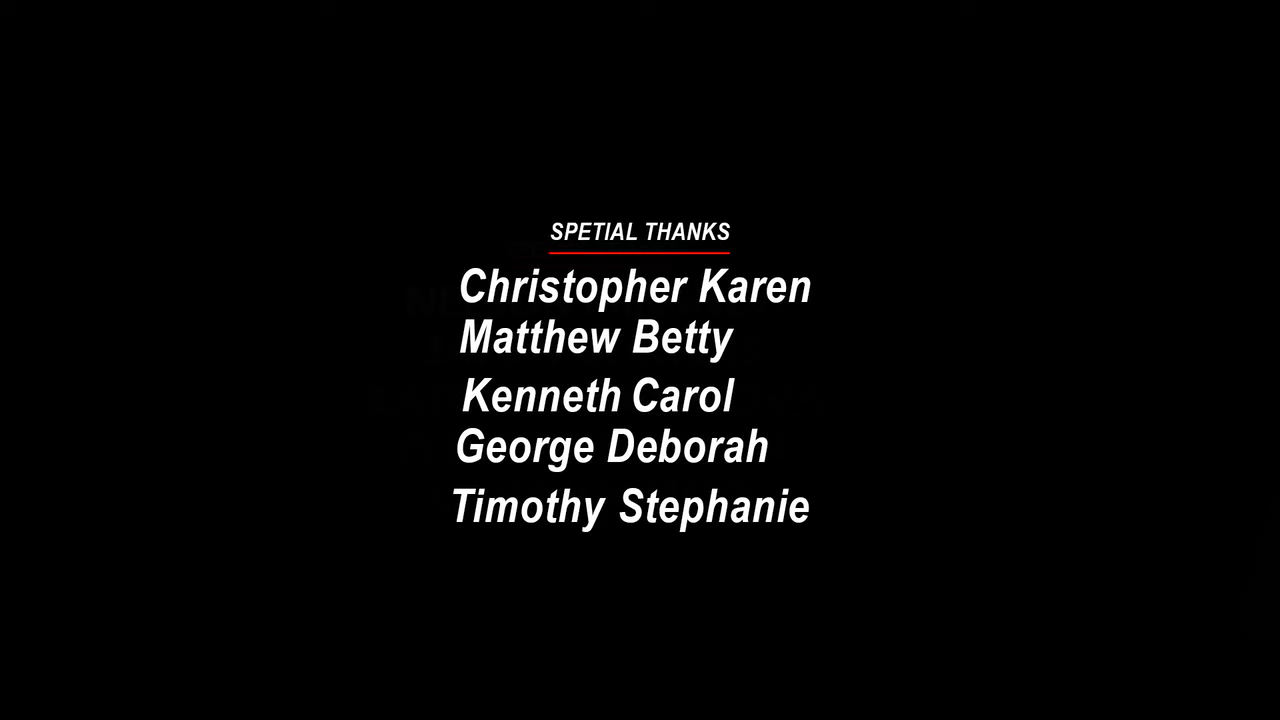 SPETIAL THANKS
Christopher Karen
Matthew Betty
Kenneth Carol
George Deborah
Timothy Stephanie